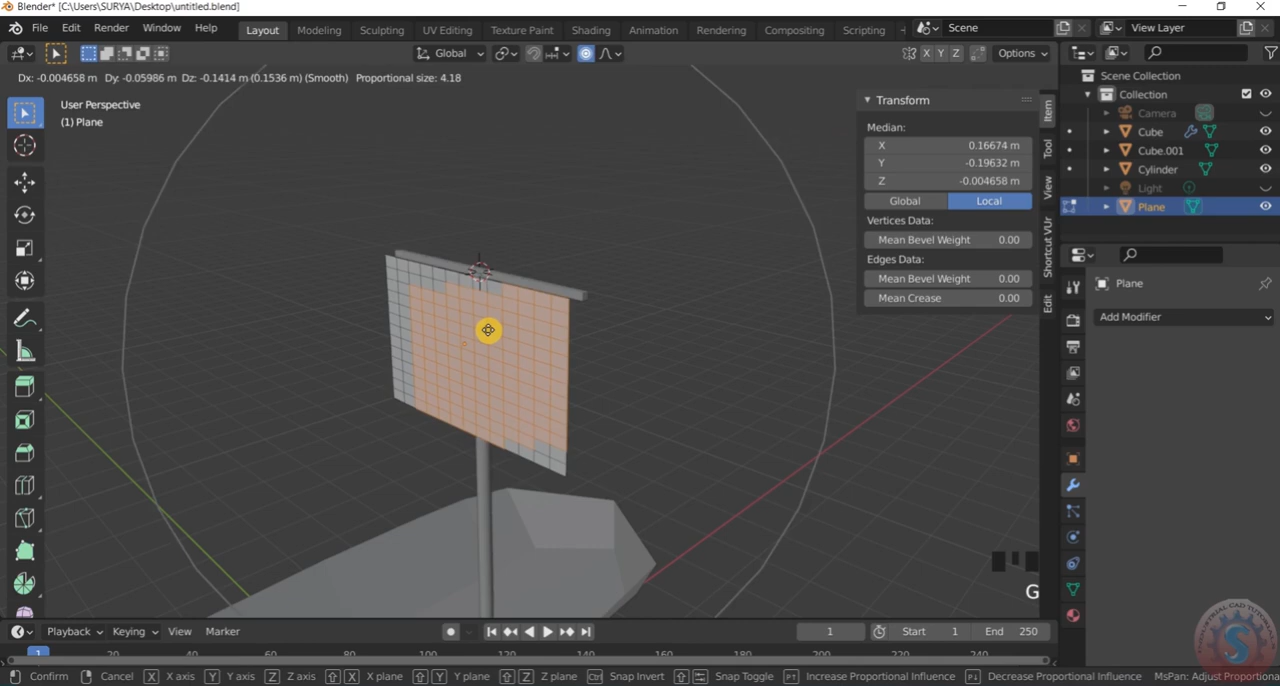 Blender* [C:\Users\SURYA\Desktop\untitled.blend]
File Edit Render Window Help Layout Modeling Sculpting UV Editing Texture Paint Shading Animation Rendering Compositing Scripting Scene View Layer
Global X Y Z Options
Dx: -0.004658 m Dy: -0.05986 m Dz: -0.1414 m (0.1536 m) (Smooth) Proportional size: 4.18
User Perspective
(1) Plane
Transform
Median:
X 0.16674 m
Y -0.19632 m
Z -0.004658 m
Global Local
Vertices Data:
Mean Bevel Weight 0.00
Edges Data:
Mean Bevel Weight 0.00
Mean Crease 0.00
Item
Tool
View
Shortcut VUr
Edit
Scene Collection
Collection
Camera
Cube
Cube.001
Cylinder
Light
Plane
Plane
Add Modifier
G
Playback Keying View Marker 1 Start 1 End 250
1 20 40 60 80 100 120 140 160 180 200 220 240
Confirm Cancel X X axis Y Y axis Z Z axis X X plane Y Y plane Z Z plane Ctrl Snap Invert Snap Toggle Increase Proportional Influence Decrease Proportional Influence MsPan: Adjust Proportiona
INDUSTRIAL CAD TUTORIALS
S